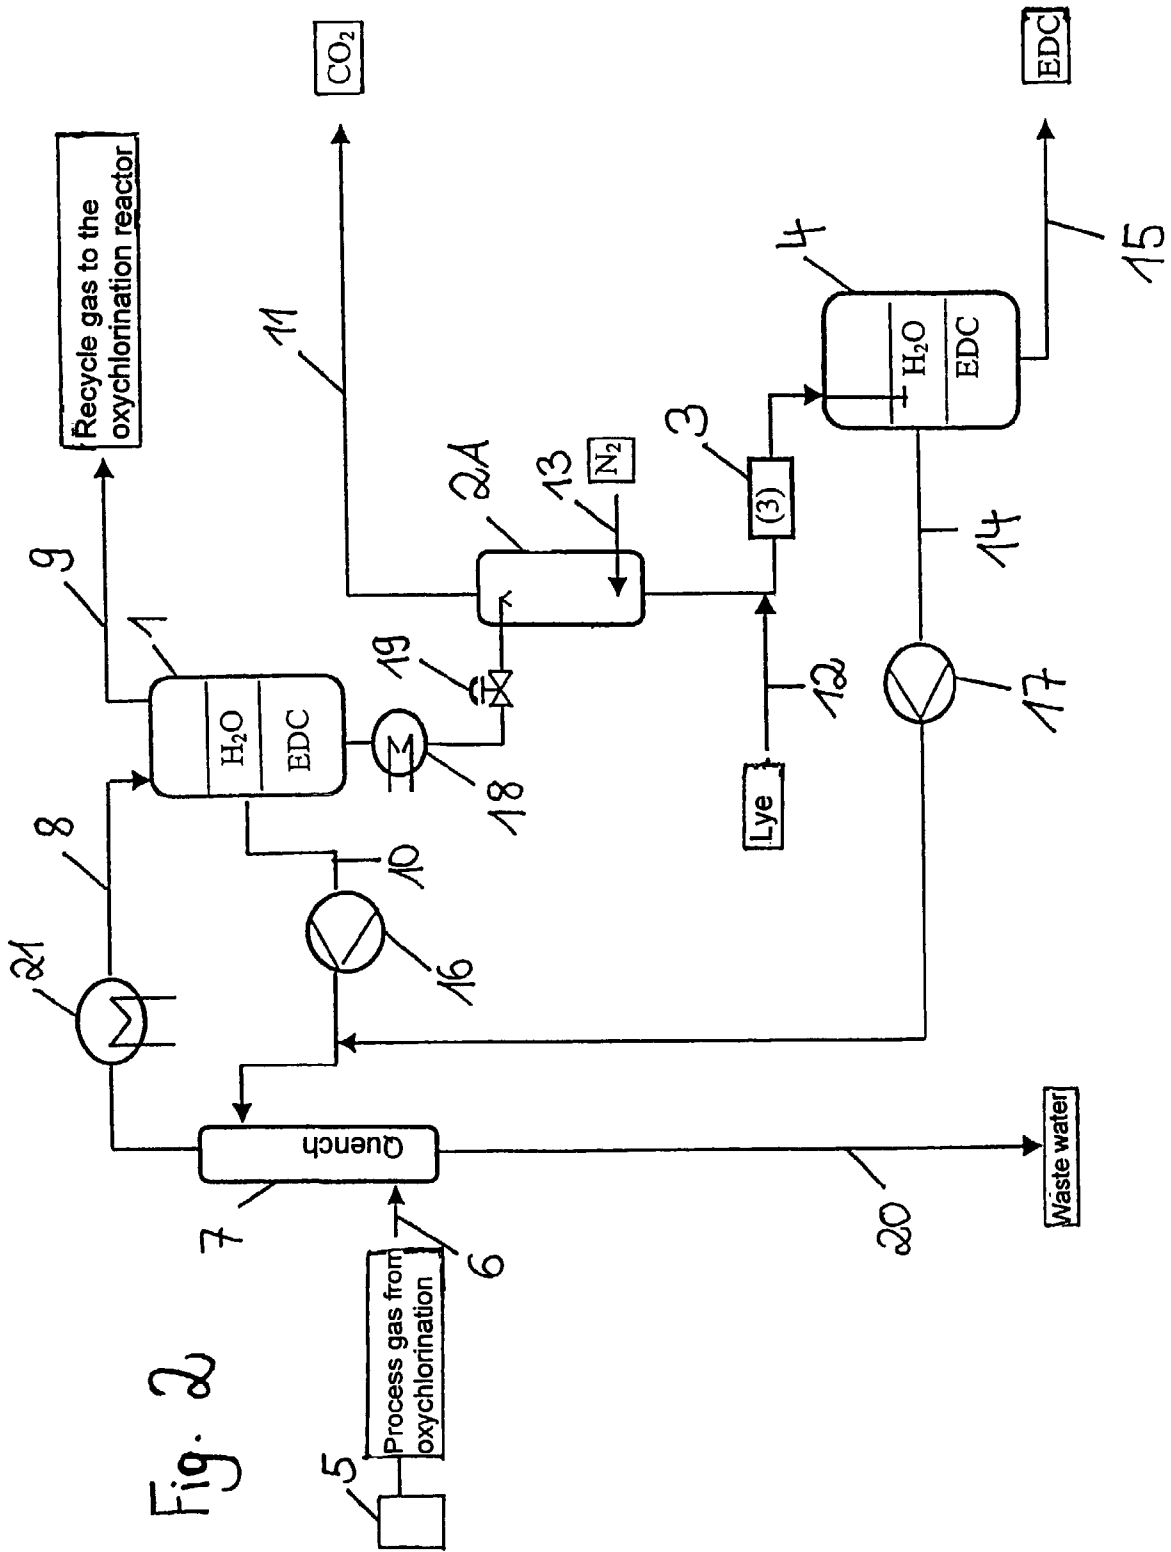 Fig. 2
5
Process gas from
oxychlorination
6
7
Quench
20
Waste water
21
8
16
10
1
H₂O
EDC
9
Recycle gas to the
oxychlorination reactor
18
19
2A
11
CO₂
13
N₂
Lye
12
3
(3)
4
H₂O
EDC
14
17
15
EDC